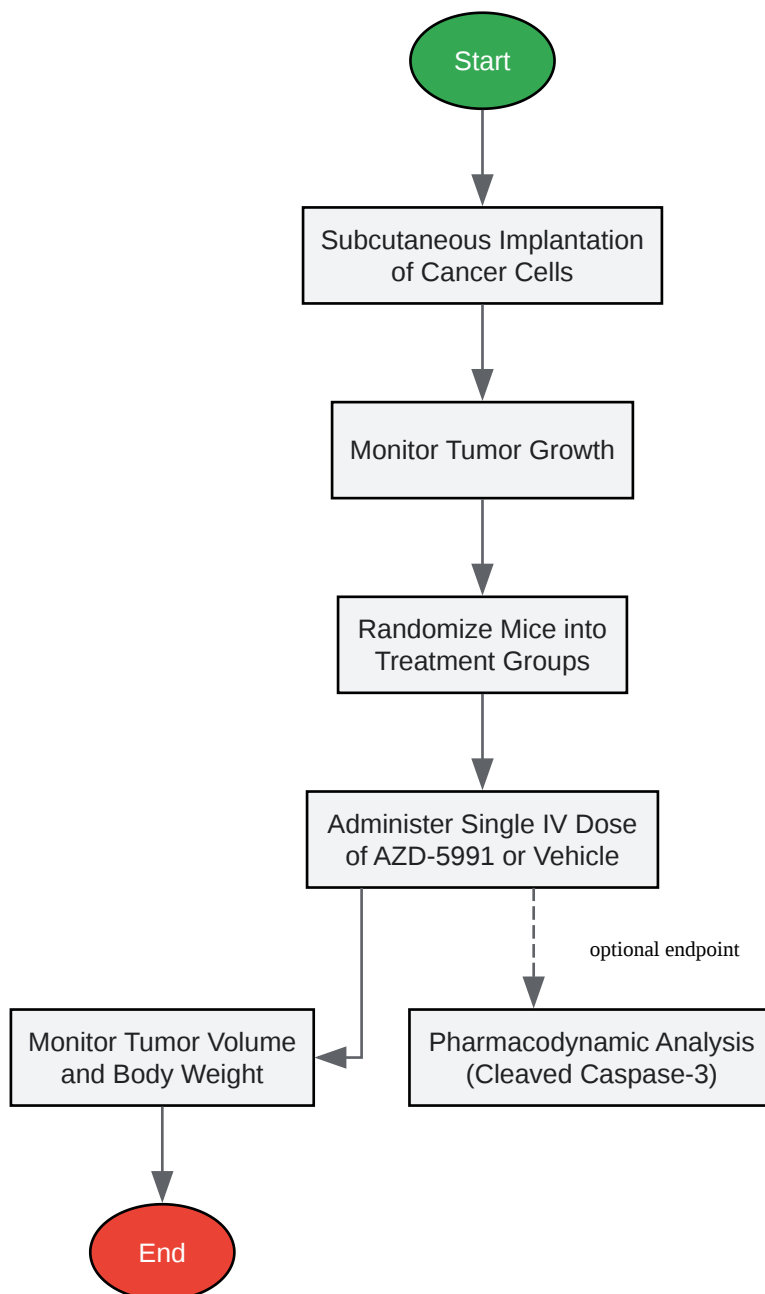 Start
Subcutaneous Implantation
of Cancer Cells
Monitor Tumor Growth
Randomize Mice into
Treatment Groups
Administer Single IV Dose
of AZD-5991 or Vehicle
optional endpoint
Monitor Tumor Volume
and Body Weight
Pharmacodynamic Analysis
(Cleaved Caspase-3)
End